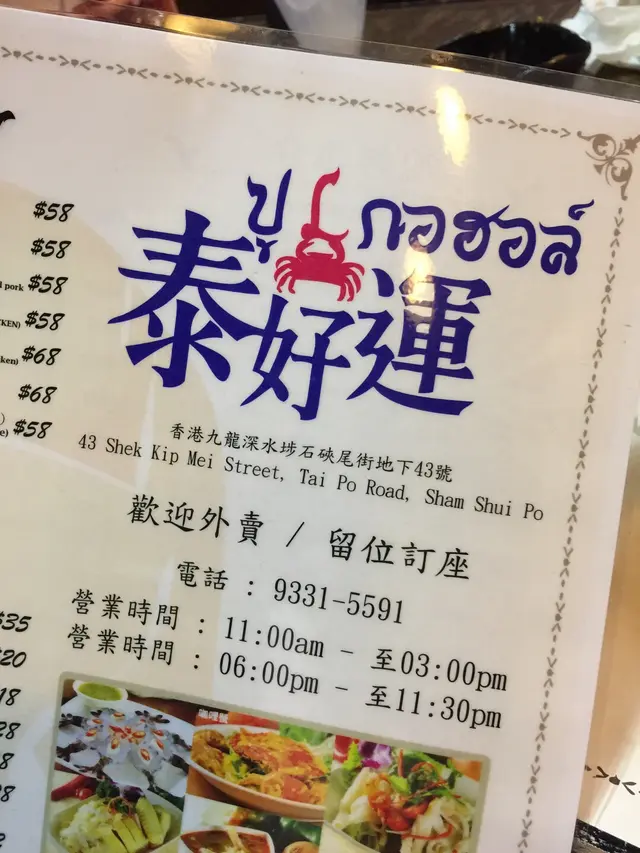 ปู กอฮอล์
泰好運
香港九龍深水埗石硤尾街地下43號
43 Shek Kip Mei Street, Tai Po Road, Sham Shui Po
歡迎外賣 / 留位訂座
電話 : 9331-5591
營業時間 : 11:00am - 至03:00pm
營業時間 : 06:00pm - 至11:30pm
$58
$58
pork $58
$58
$68
$68
$58
$35